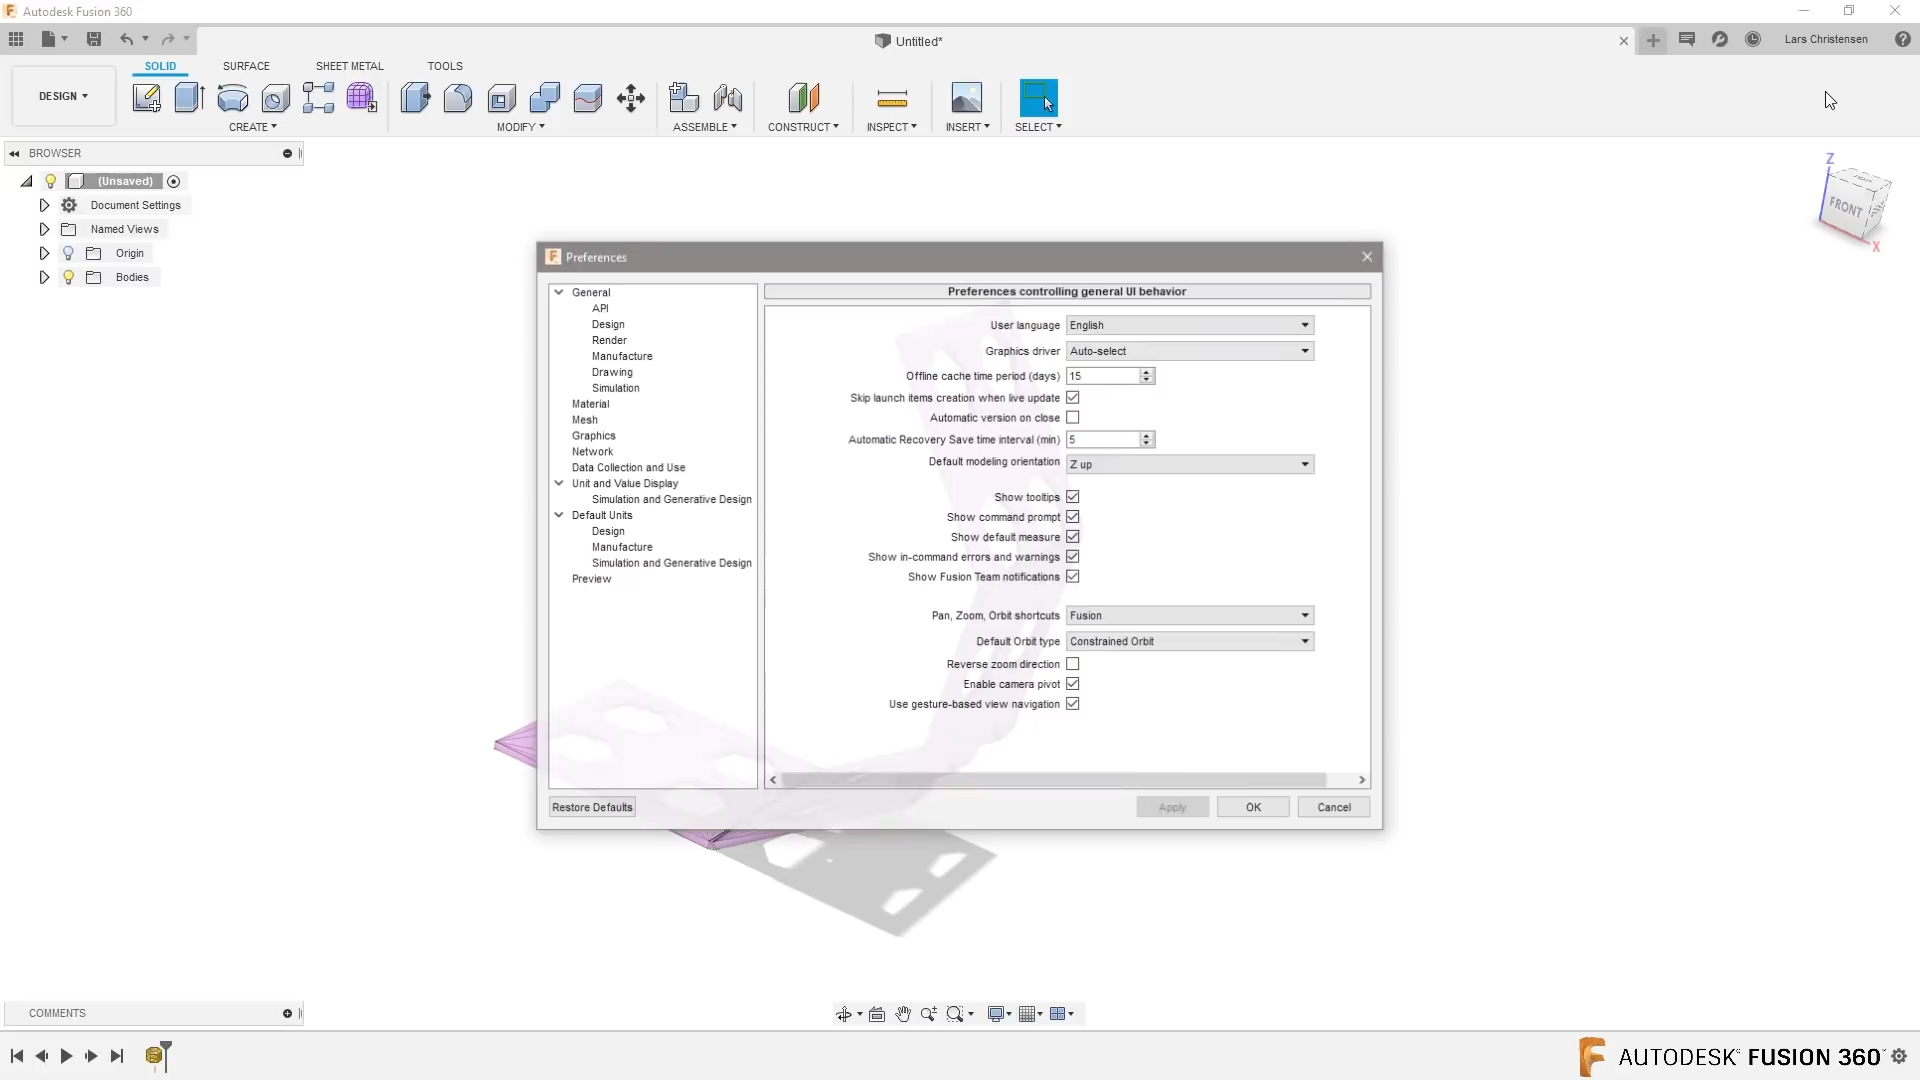 Autodesk Fusion 360
Untitled*
Lars Christensen
SOLID SURFACE SHEET METAL TOOLS
DESIGN
CREATE MODIFY ASSEMBLE CONSTRUCT INSPECT INSERT SELECT
BROWSER
(Unsaved)
Document Settings
Named Views
Origin
Bodies
Z
FRONT
X
Preferences
General
API
Design
Render
Manufacture
Drawing
Simulation
Material
Mesh
Graphics
Network
Data Collection and Use
Unit and Value Display
Simulation and Generative Design
Default Units
Design
Manufacture
Simulation and Generative Design
Preview
Preferences controlling general UI behavior
User language English
Graphics driver Auto-select
Offline cache time period (days) 15
Skip launch items creation when live update
Automatic version on close
Automatic Recovery Save time interval (min) 5
Default modeling orientation Z up
Show tooltips
Show command prompt
Show default measure
Show in-command errors and warnings
Show Fusion Team notifications
Pan, Zoom, Orbit shortcuts Fusion
Default Orbit type Constrained Orbit
Reverse zoom direction
Enable camera pivot
Use gesture-based view navigation
Restore Defaults Apply OK Cancel
COMMENTS
AUTODESK FUSION 360